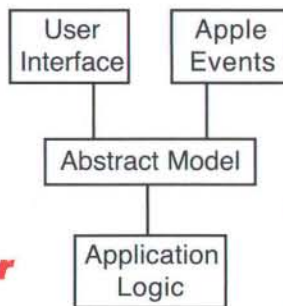 User
Interface
Apple
Events
Abstract Model
Application
Logic
r